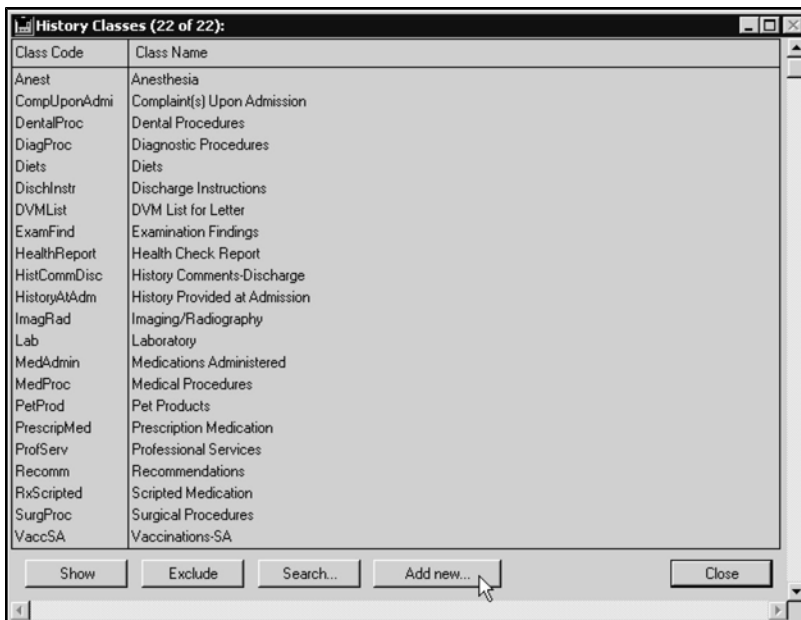 History Classes (22 of 22):
Class Code Class Name
Anest Anesthesia
CompUponAdmi Complaint(s) Upon Admission
DentalProc Dental Procedures
DiagProc Diagnostic Procedures
Diets Diets
DischInstr Discharge Instructions
DVMList DVM List for Letter
ExamFind Examination Findings
HealthReport Health Check Report
HistCommDisc History Comments-Discharge
HistoryAtAdm History Provided at Admission
ImagRad Imaging/Radiography
Lab Laboratory
MedAdmin Medications Administered
MedProc Medical Procedures
PetProd Pet Products
PrescripMed Prescription Medication
ProfServ Professional Services
Recomm Recommendations
RxScripted Scripted Medication
SurgProc Surgical Procedures
VaccSA Vaccinations-SA
Show Exclude Search... Add new... Close